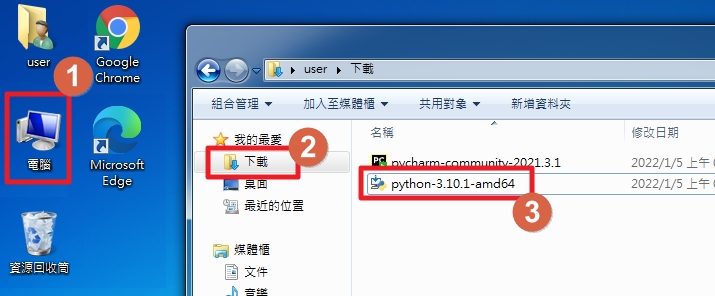 user
Google
Chrome
1
電腦
Microsoft
Edge
資源回收筒
user
下載
組合管理
加入至媒體櫃
共用對象
新增資料夾
我的最愛
2
下載
桌面
最近的位置
媒體櫃
文件
音樂
名稱
修改日期
PC
pycharm-community-2021.3.1
2022/1/5 上午
python-3.10.1-amd64
2022/1/5 上午
3